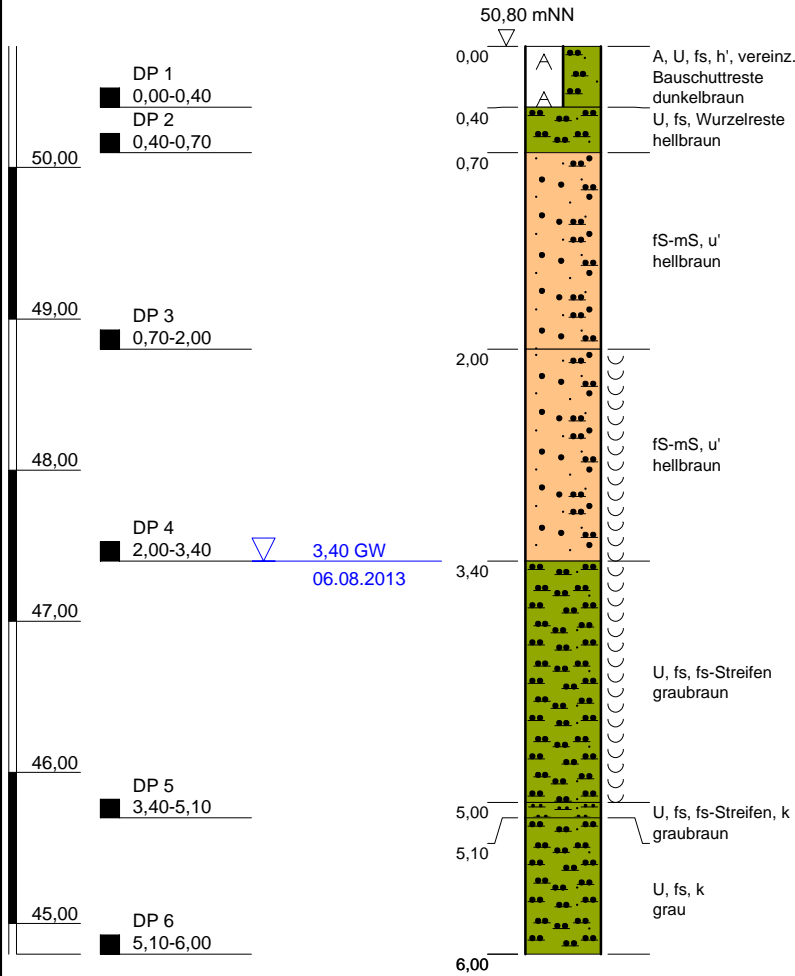 50,80 mNN
0,00
A, U, fs, h', vereinz.
Bauschuttreste
dunkelbraun
DP 1
0,00-0,40
0,40
U, fs, Wurzelreste
hellbraun
DP 2
0,40-0,70
50,00
0,70
fS-mS, u'
hellbraun
49,00
DP 3
0,70-2,00
2,00
fS-mS, u'
hellbraun
48,00
DP 4
2,00-3,40
3,40 GW
06.08.2013
3,40
47,00
U, fs, fs-Streifen
graubraun
46,00
DP 5
3,40-5,10
5,00
U, fs, fs-Streifen, k
graubraun
5,10
U, fs, k
grau
45,00
DP 6
5,10-6,00
6,00
A
A